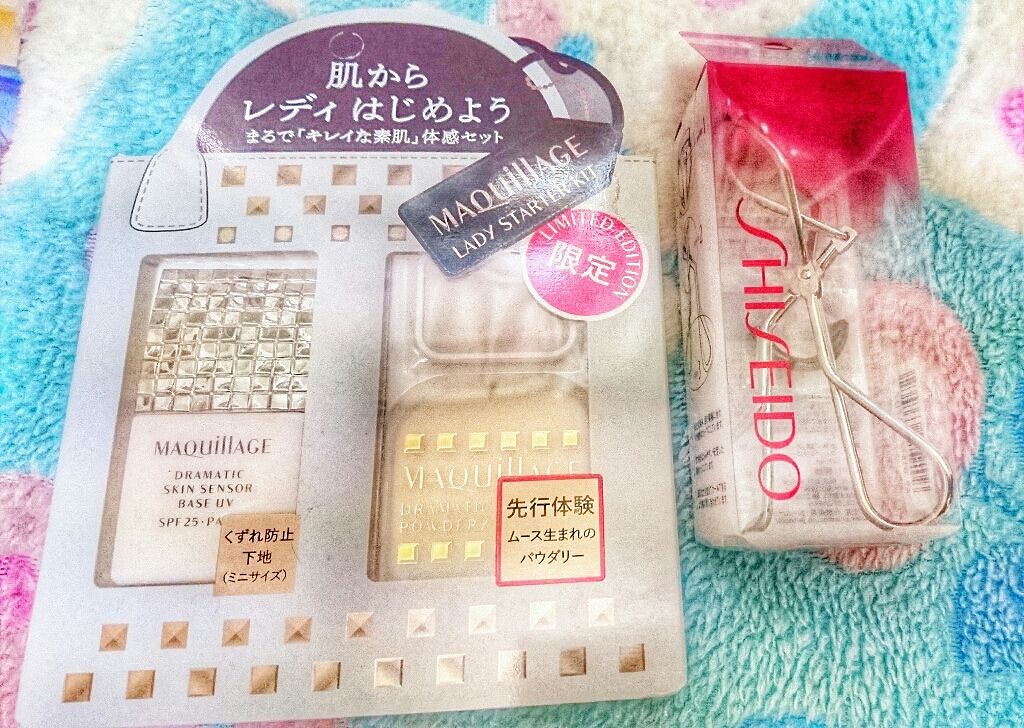 肌から
レディ はじめよう
まるで「キレイな素肌」体感セット
MAQuillAGE
LADY STARTER KIT
LIMITED EDITION
限定
MAQuillAGE
DRAMATIC
SKIN SENSOR
BASE UV
SPF25・PA
くずれ防止
下地
(ミニサイズ)
MAQuillAGE
DRAMATIC
POWDERY
先行体験
ムース生まれの
パウダリー
SHISEIDO